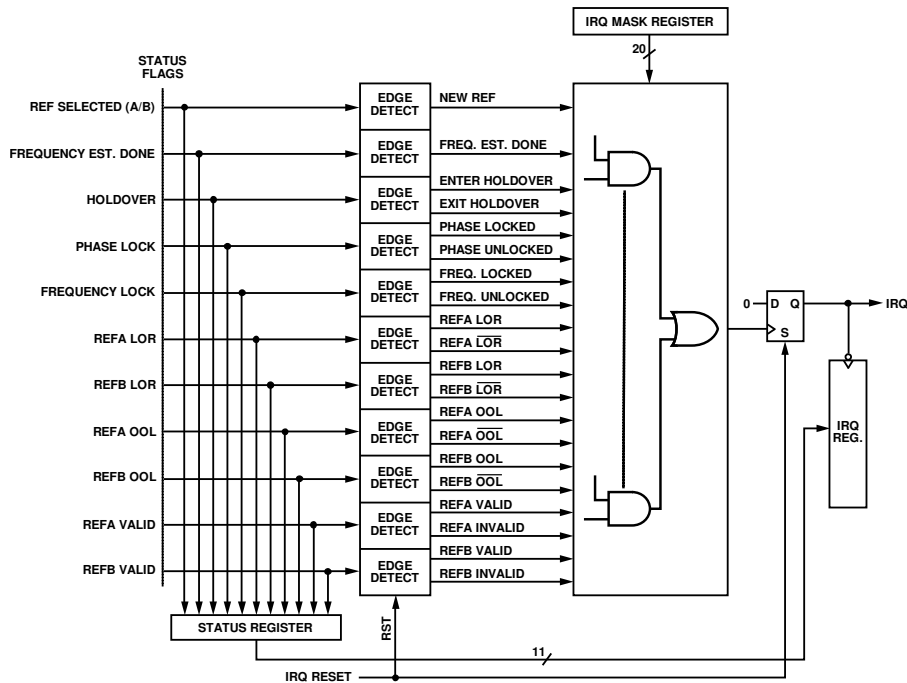 IRQ MASK REGISTER
20
STATUS
FLAGS
REF SELECTED (A/B)
EDGE
DETECT
NEW REF
FREQUENCY EST. DONE
EDGE
DETECT
FREQ. EST. DONE
HOLDOVER
EDGE
DETECT
ENTER HOLDOVER
EXIT HOLDOVER
PHASE LOCK
EDGE
DETECT
PHASE LOCKED
PHASE UNLOCKED
FREQUENCY LOCK
EDGE
DETECT
FREQ. LOCKED
FREQ. UNLOCKED
0
D Q
S
IRQ
REFA LOR
EDGE
DETECT
REFA LOR
REFA L̅O̅R̅
REFB LOR
EDGE
DETECT
REFB LOR
REFB L̅O̅R̅
REFA OOL
EDGE
DETECT
REFA OOL
REFA O̅O̅L̅
IRQ
REG.
REFB OOL
EDGE
DETECT
REFB OOL
REFB O̅O̅L̅
REFA VALID
EDGE
DETECT
REFA VALID
REFA INVALID
REFB VALID
EDGE
DETECT
REFB VALID
REFB INVALID
STATUS REGISTER
RST
11
IRQ RESET